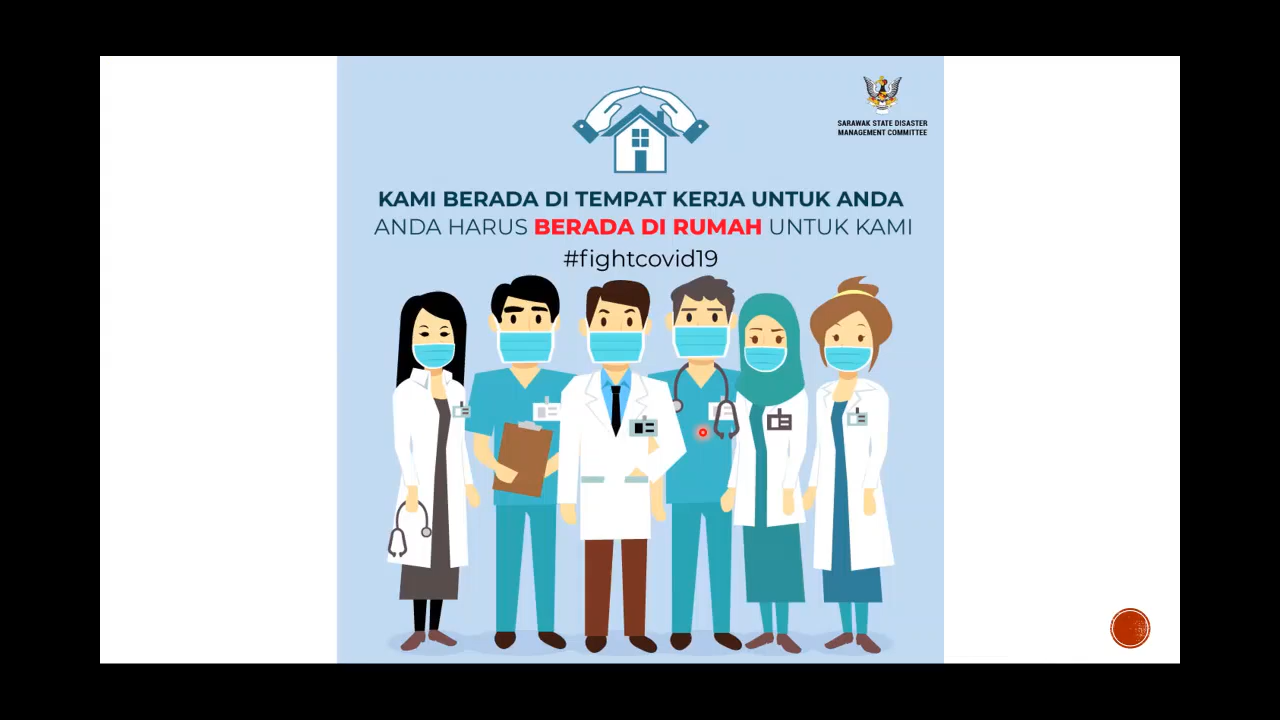 SARAWAK STATE DISASTER
MANAGEMENT COMMITTEE
KAMI BERADA DI TEMPAT KERJA UNTUK ANDA
ANDA HARUS BERADA DI RUMAH UNTUK KAMI
#fightcovid19